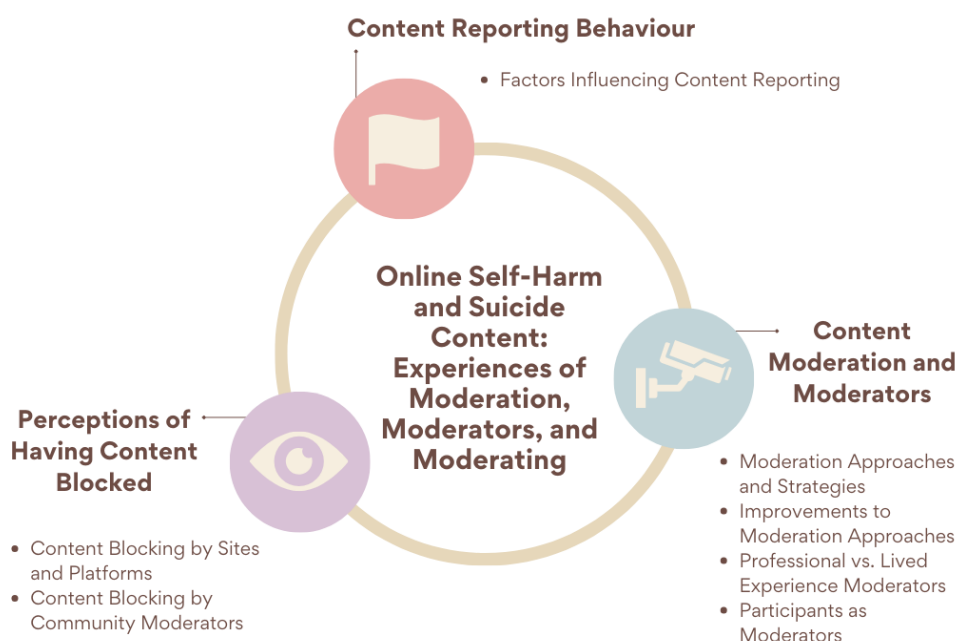 Content Reporting Behaviour
• Factors Influencing Content Reporting
Online Self-Harm
and Suicide
Content:
Experiences of
Moderation,
Moderators, and
Moderating
Content
Moderation and
Moderators
• Moderation Approaches
and Strategies
• Improvements to
Moderation Approaches
• Professional vs. Lived
Experience Moderators
• Participants as
Moderators
Perceptions of
Having Content
Blocked
• Content Blocking by Sites
and Platforms
• Content Blocking by
Community Moderators